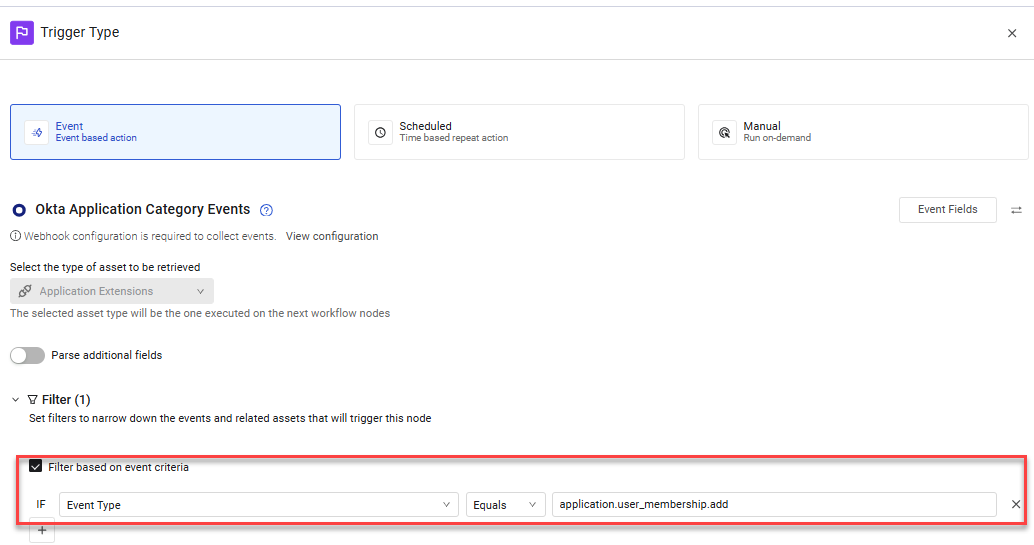 Trigger Type
Event
Event based action
Scheduled
Time based repeat action
Manual
Run on-demand
Okta Application Category Events
Event Fields
Webhook configuration is required to collect events. View configuration
Select the type of asset to be retrieved
Application Extensions
The selected asset type will be the one executed on the next workflow nodes
Parse additional fields
Filter (1)
Set filters to narrow down the events and related assets that will trigger this node
Filter based on event criteria
IF Event Type Equals application.user_membership.add